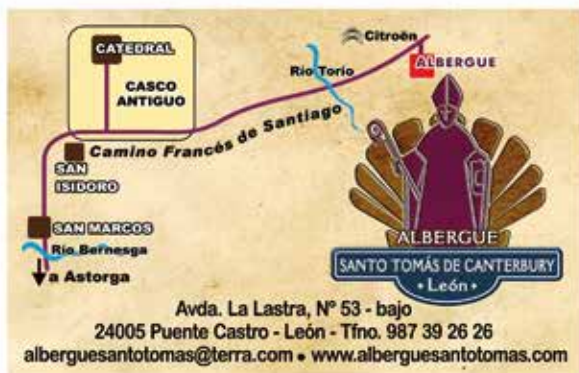 CATEDRAL
CASCO
ANTIGUO
Citroën
ALBERGUE
Río Torío
Camino Francés de Santiago
SAN
ISIDORO
SAN MARCOS
Río Bernesga
a Astorga
ALBERGUE
SANTO TOMÁS DE CANTERBURY
• León •
Avda. La Lastra, Nº 53 - bajo
24005 Puente Castro - León - Tfno. 987 39 26 26
alberguesantotomas@terra.com • www.alberguesantotomas.com